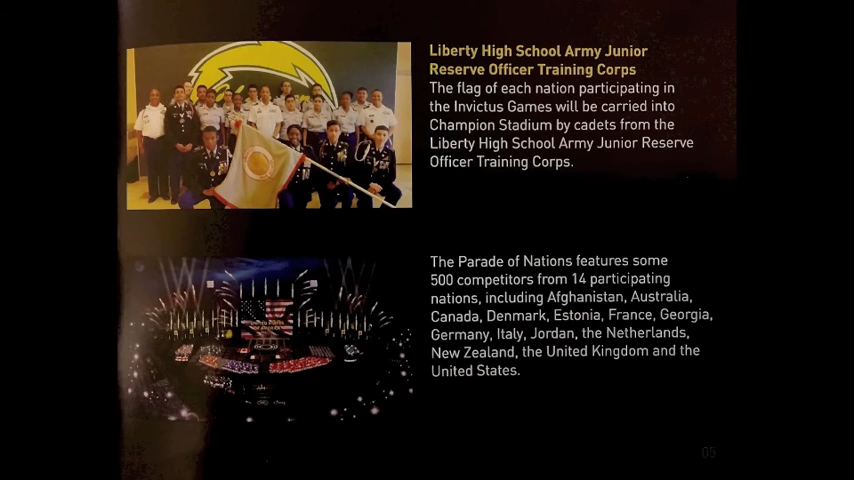 Liberty High School Army Junior
Reserve Officer Training Corps
The flag of each nation participating in
the Invictus Games will be carried into
Champion Stadium by cadets from the
Liberty High School Army Junior Reserve
Officer Training Corps.
The Parade of Nations features some
500 competitors from 14 participating
nations, including Afghanistan, Australia,
Canada, Denmark, Estonia, France, Georgia,
Germany, Italy, Jordan, the Netherlands,
New Zealand, the United Kingdom and the
United States.
05